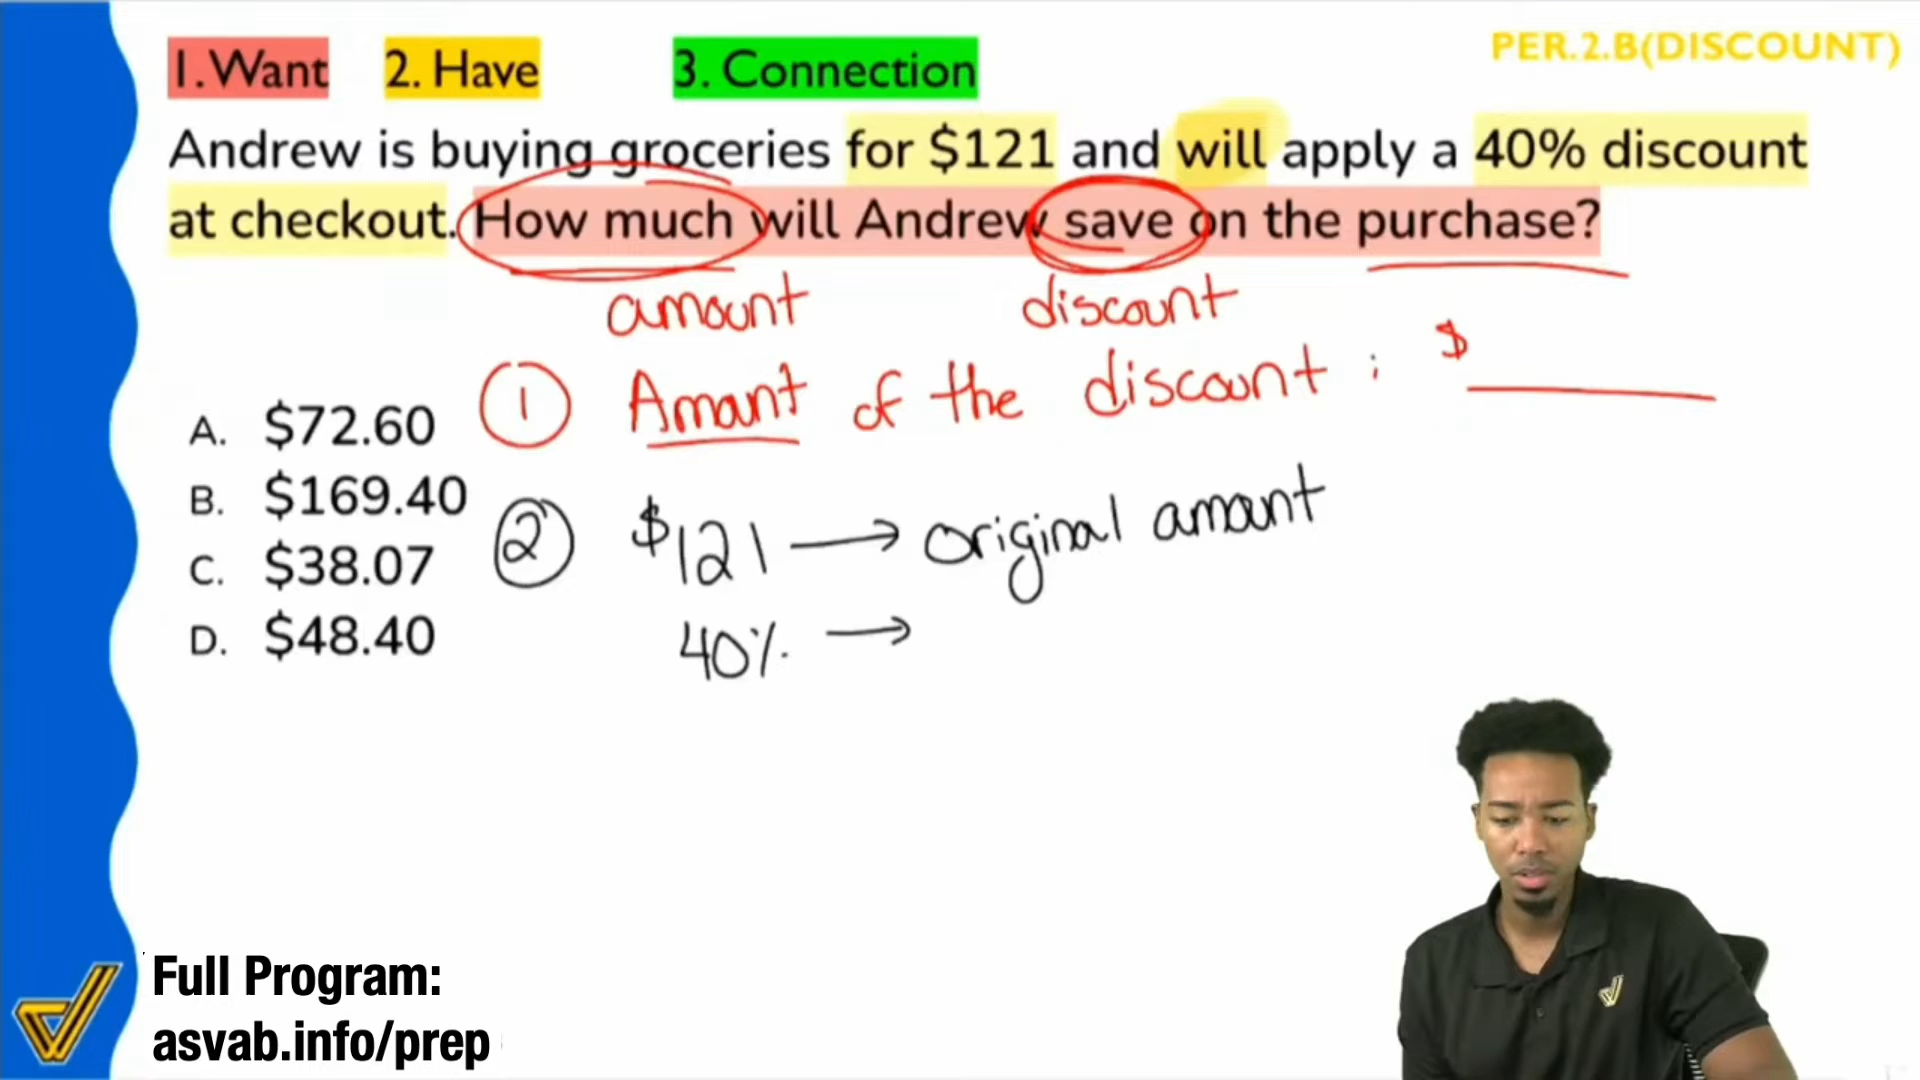 1. Want 2. Have 3. Connection PER.2.B(DISCOUNT)
Andrew is buying groceries for $121 and will apply a 40% discount
at checkout. How much will Andrew save on the purchase?
amount discount
1 Amount of the discount : $
A. $72.60
B. $169.40
C. $38.07
D. $48.40
2 $121 → original amount
40% →
Full Program:
asvab.info/prep